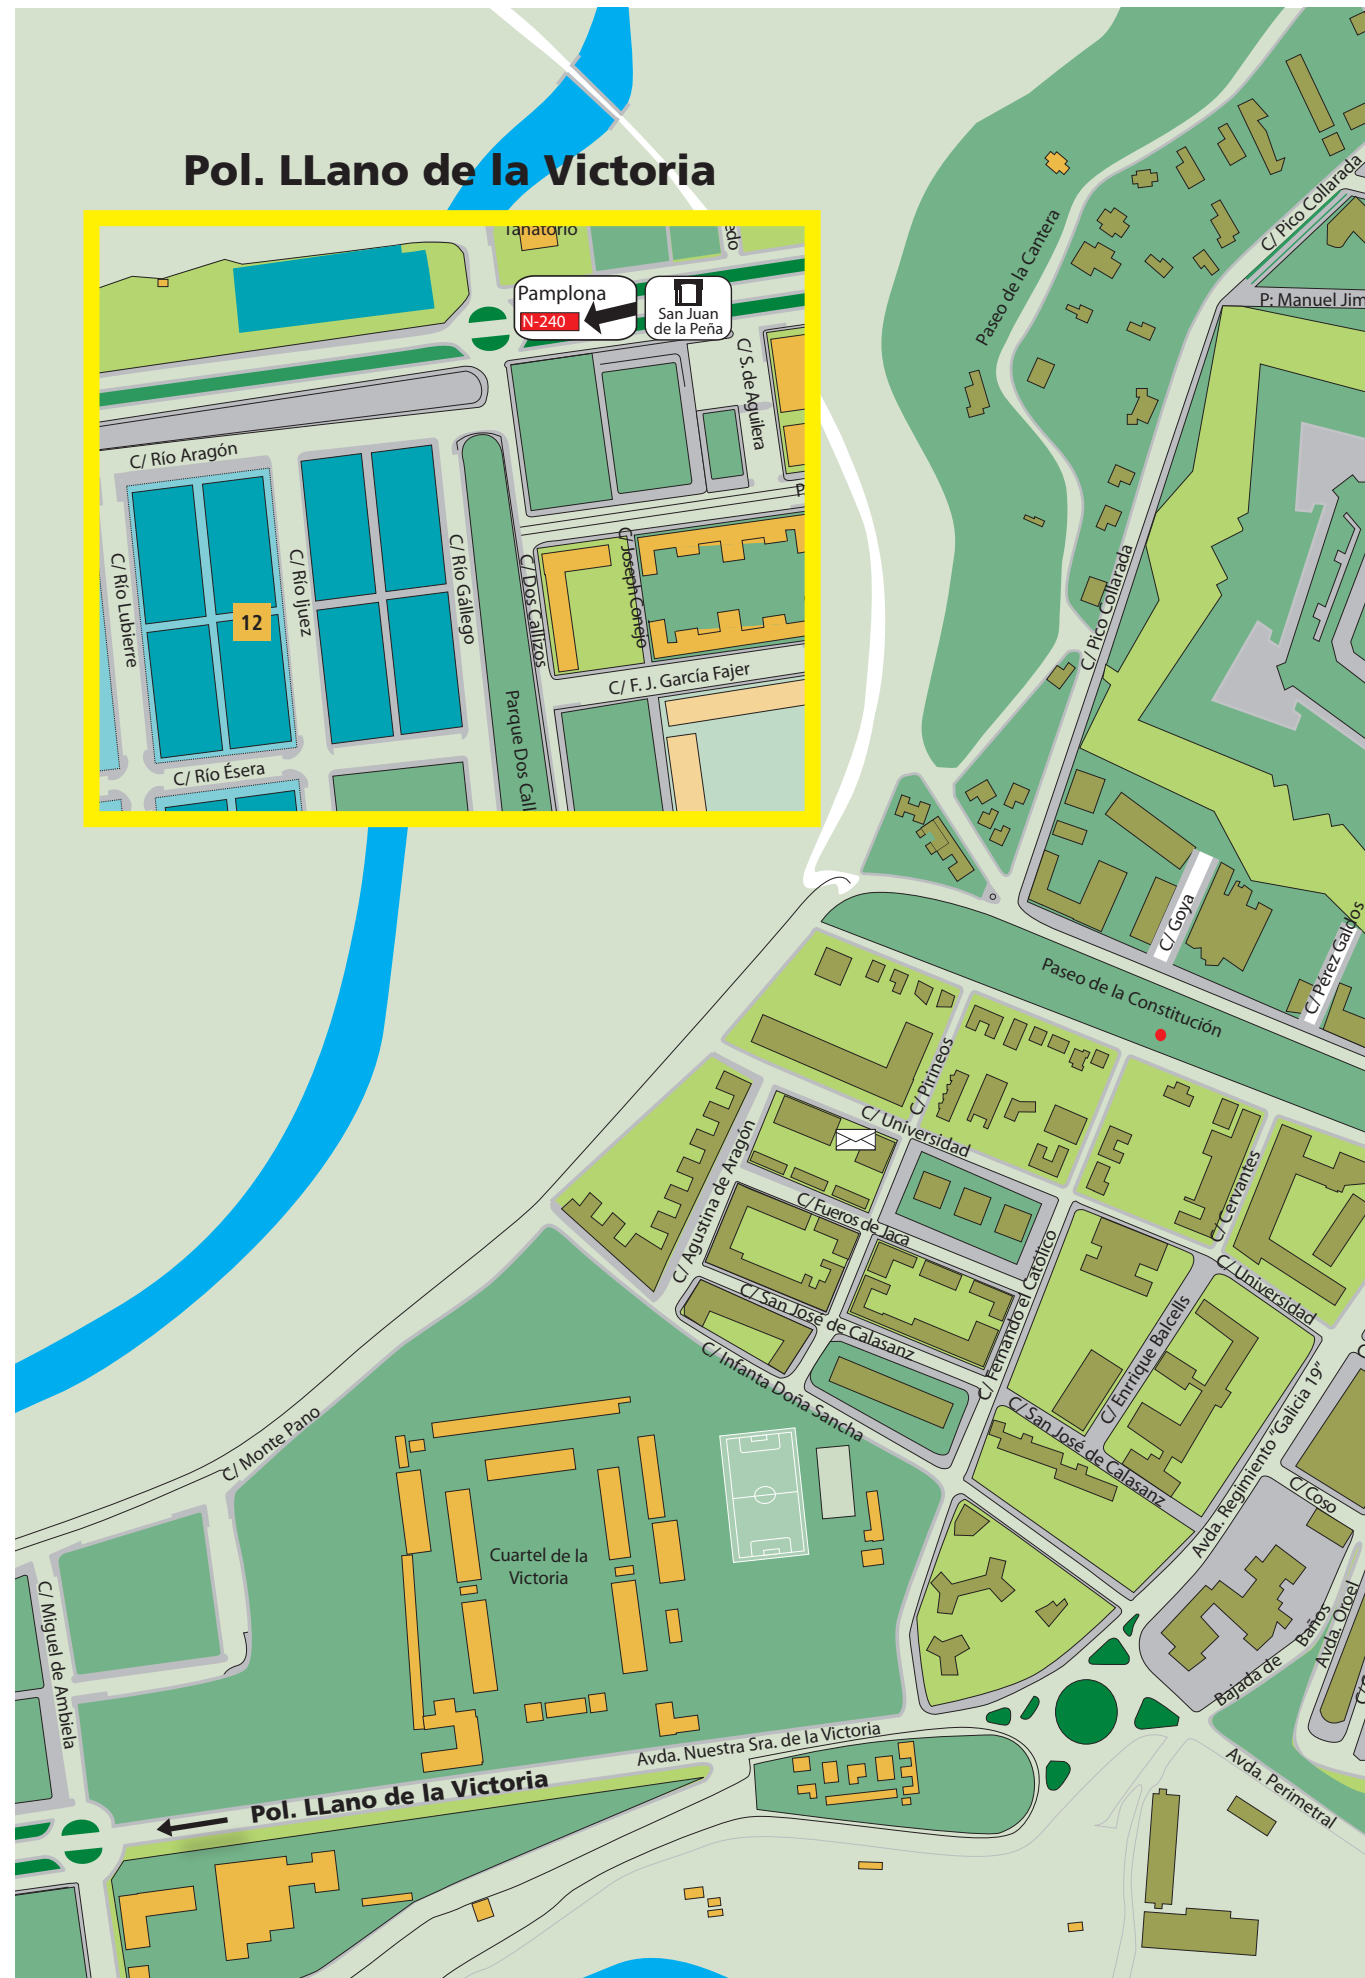 Pol. LLano de la Victoria
Tanatorio
Pamplona
N-240
San Juan
de la Peña
C/ S. de Aguilera
C/ Río Aragón
C/ Río Lubierre
C/ Río Ijuez
C/ Río Gállego
C/ Dos Callizos
C/ Joseph Conejo
12
C/ F. J. García Fajer
Parque Dos Call
C/ Río Ésera
Paseo de la Cantera
C/ Pico Collarada
P: Manuel Jim
C/ Pico Collarada
C/ Goya
C/ Pérez Galdos
Paseo de la Constitución
C/ Pirineos
C/ Universidad
C/ Agustina de Aragón
C/ Fueros de Jaca
C/ Cervantes
C/ Universidad
C/ San José de Calasanz
C/ Fernando el Católico
C/ Enrrique Balcells
C/ Infanta Doña Sancha
C/ San José de Calasanz
Avda. Regimiento "Galicia 19"
C/ Coso
C/ Monte Pano
Cuartel de la
Victoria
C/ Miguel de Ambiela
Bajada de Baños
Avda. Oroel
Avda. Nuestra Sra. de la Victoria
Avda. Perimetral
Pol. LLano de la Victoria